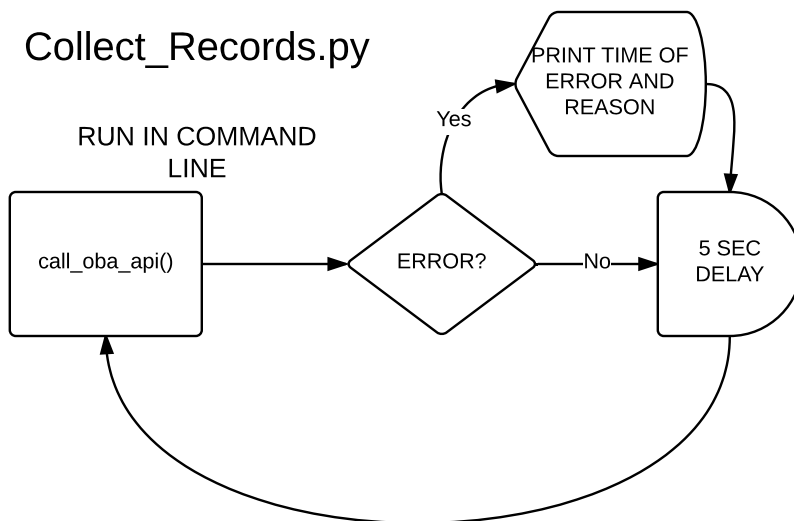 Collect_Records.py
RUN IN COMMAND
LINE
call_oba_api()
ERROR?
Yes
PRINT TIME OF
ERROR AND
REASON
No
5 SEC
DELAY